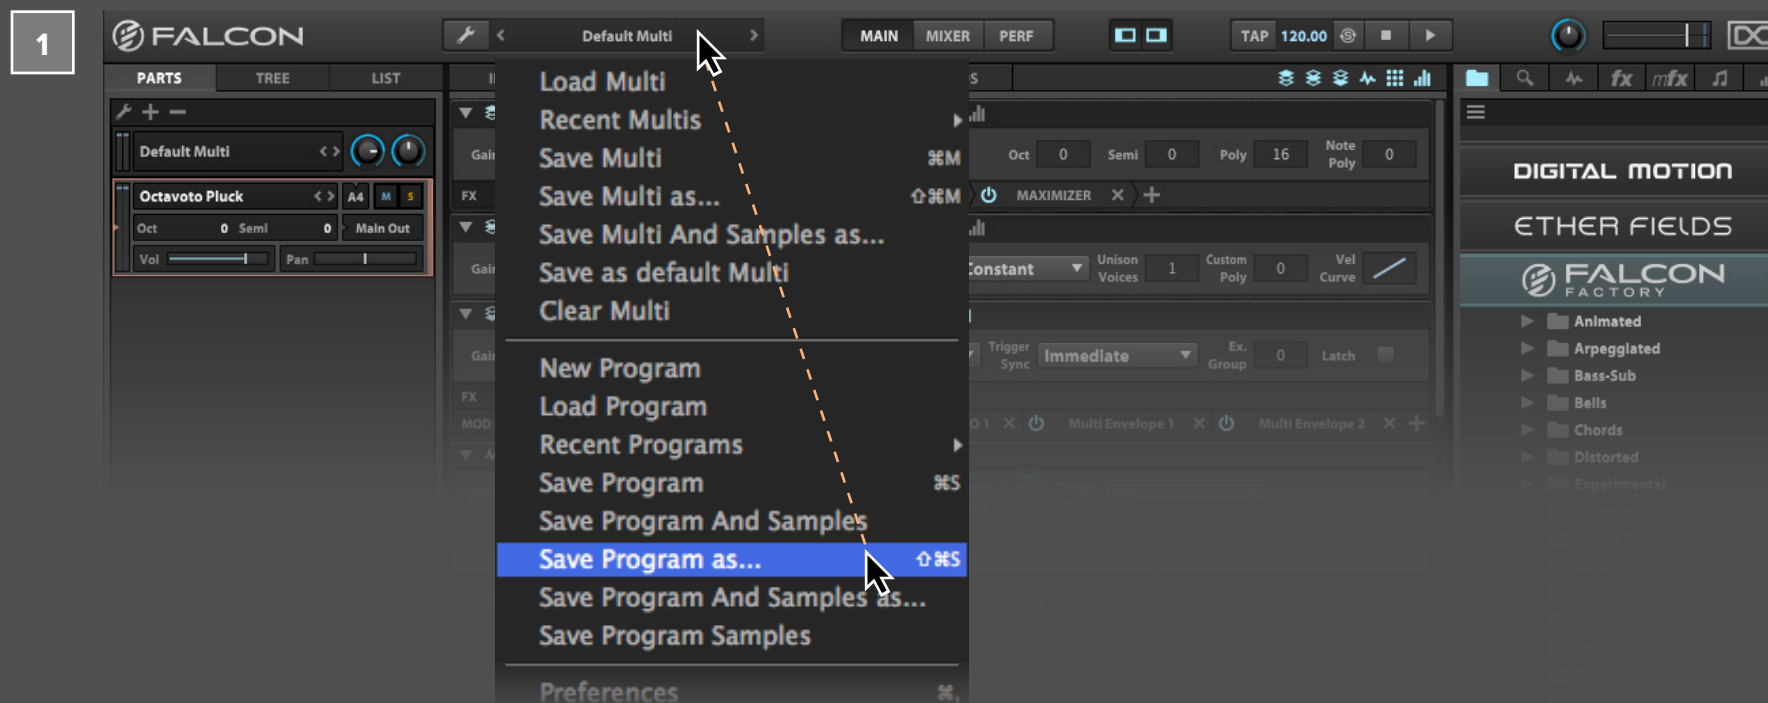 1
FALCON
Default Multi
MAIN MIXER PERF
TAP 120.00
PARTS TREE LIST
Default Multi
Octavoto Pluck A4 M S
Oct 0 Semi 0 Main Out
Vol Pan
Load Multi
Recent Multis
Save Multi ⌘M
Save Multi as... ⇧⌘M
Save Multi And Samples as...
Save as default Multi
Clear Multi
New Program
Load Program
Recent Programs
Save Program ⌘S
Save Program And Samples
Save Program as... ⇧⌘S
Save Program And Samples as...
Save Program Samples
Preferences ⌘,
Gain
Oct 0 Semi 0 Poly 16 Note Poly 0
FX
MAXIMIZER
Unison Voices 1 Custom Poly 0 Vel Curve
Trigger Sync Immediate Ex. Group 0 Latch
FX
MOD
Multi Envelope 1 Multi Envelope 2
fx mfx
DIGITAL MOTION
ETHER FIELDS
FALCON
FACTORY
Animated
Arpeggiated
Bass-Sub
Bells
Chords
Distorted
Experimental